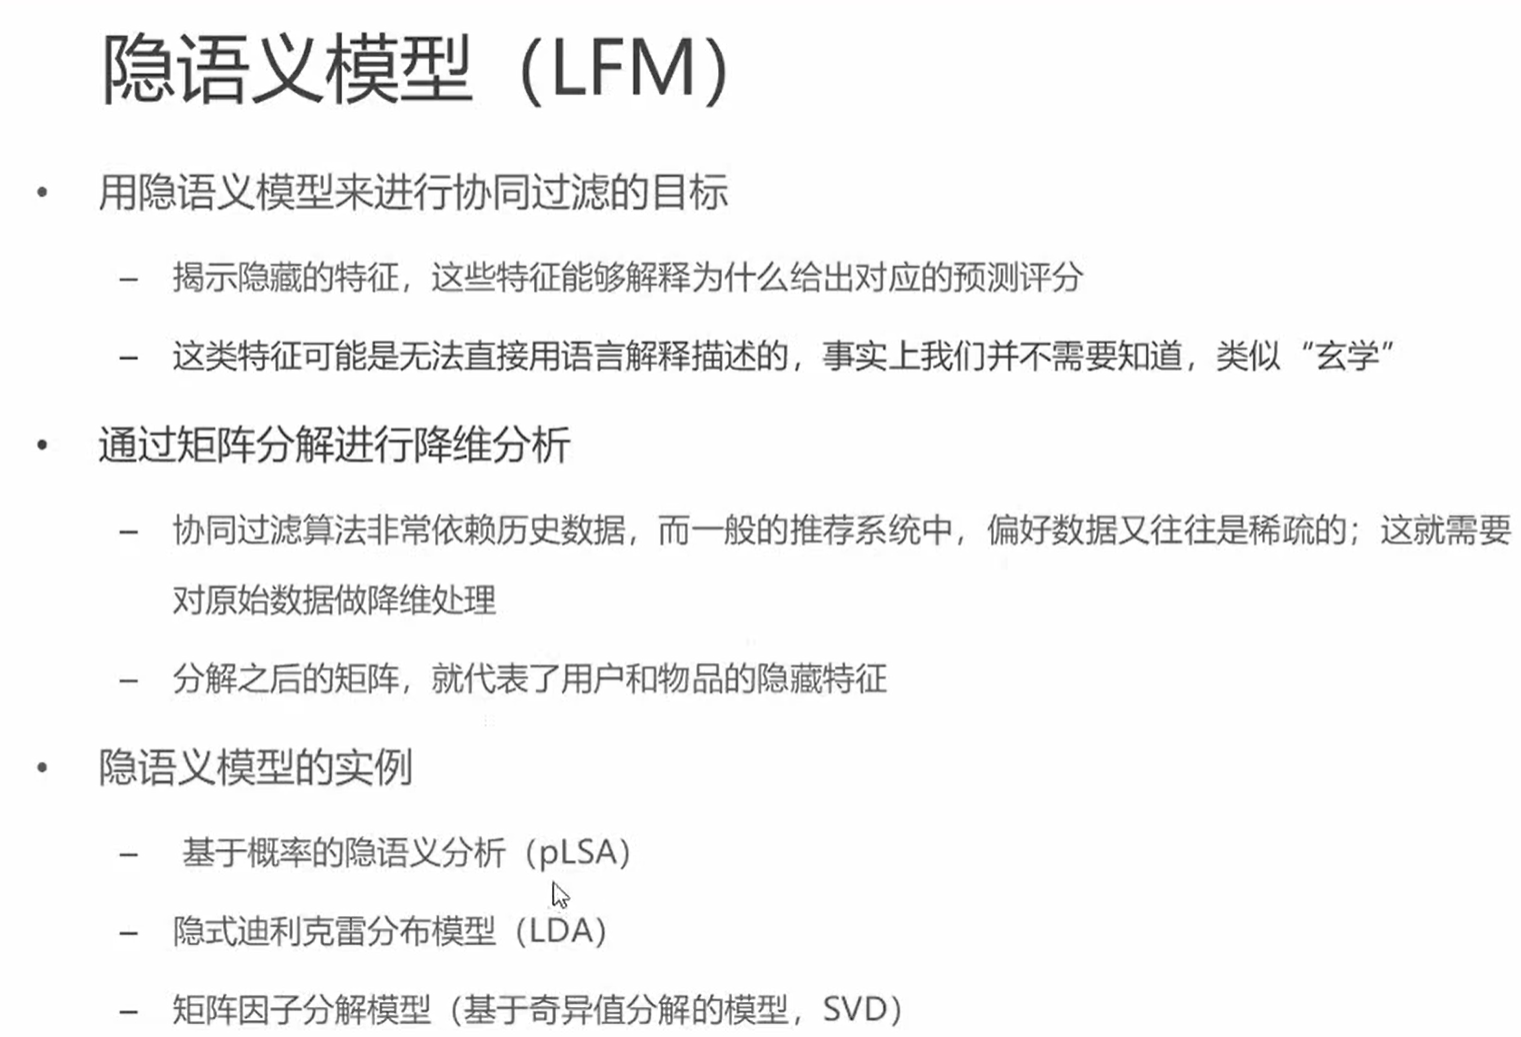 隐语义模型（LFM）
• 用隐语义模型来进行协同过滤的目标
– 揭示隐藏的特征，这些特征能够解释为什么给出对应的预测评分
– 这类特征可能是无法直接用语言解释描述的，事实上我们并不需要知道，类似“玄学”
• 通过矩阵分解进行降维分析
– 协同过滤算法非常依赖历史数据，而一般的推荐系统中，偏好数据又往往是稀疏的；这就需要
对原始数据做降维处理
– 分解之后的矩阵，就代表了用户和物品的隐藏特征
• 隐语义模型的实例
– 基于概率的隐语义分析（pLSA）
– 隐式迪利克雷分布模型（LDA）
– 矩阵因子分解模型（基于奇异值分解的模型，SVD）